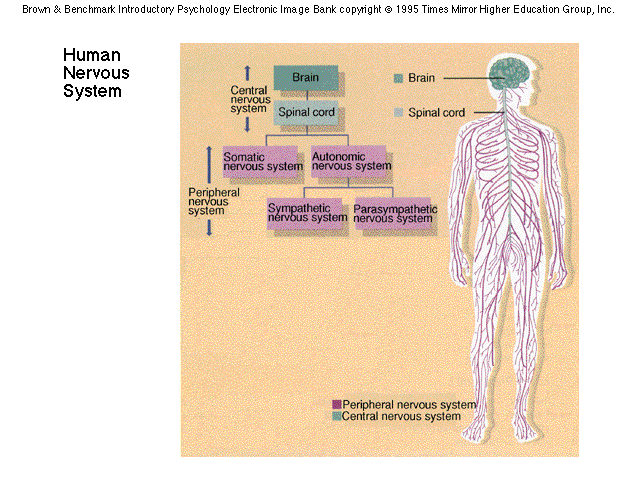 Brown & Benchmark Introductory Psychology Electronic Image Bank copyright © 1995 Times Mirror Higher Education Group, Inc.
Human
Nervous
System
Brain
Central
nervous
system
Spinal cord
Somatic
nervous system
Autonomic
nervous system
Peripheral
nervous
system
Sympathetic
nervous system
Parasympathetic
nervous system
Brain
Spinal cord
Peripheral nervous system
Central nervous system